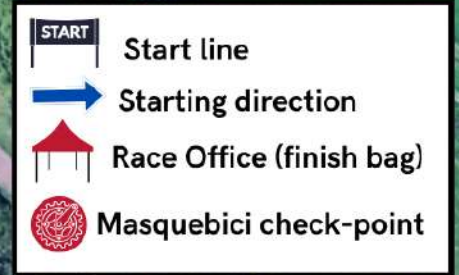 START
Start line
Starting direction
Race Office (finish bag)
Masquebici check-point